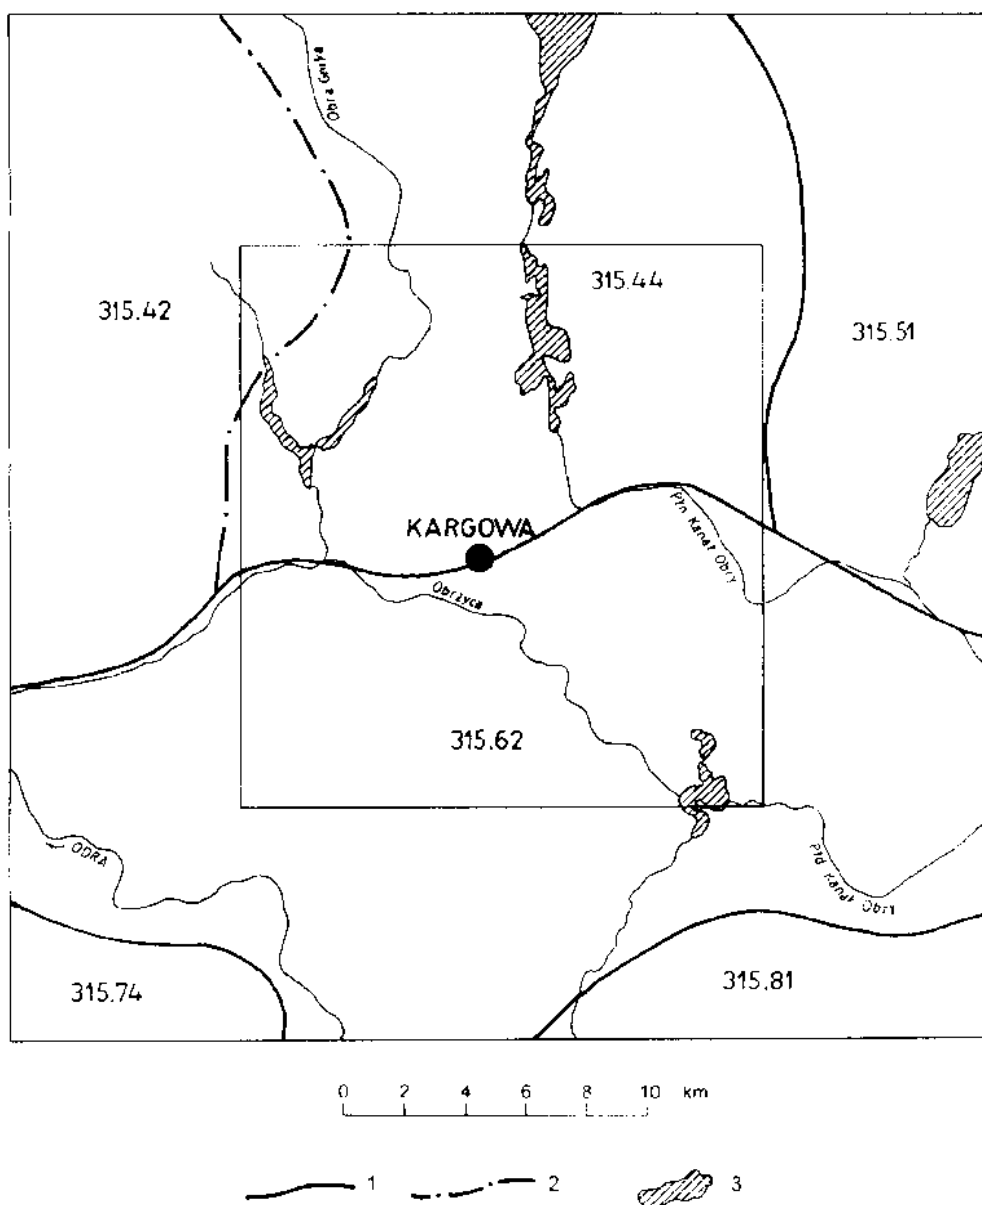 Obra Gorka
315.42
315.44
315.51
KARGOWA
Płn Kanał Obry
Obrzyca
315.62
ODRA
Płd Kanał Obry
315.74
315.81
0 2 4 6 8 10 km
1 2 3